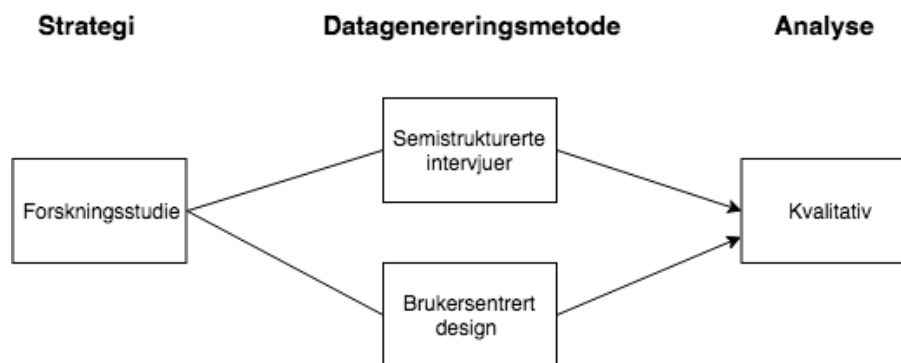 Strategi
Datagenereringsmetode
Analyse
Semistrukturerte
intervjuer
Forskningsstudie
Kvalitativ
Brukersentrert
design